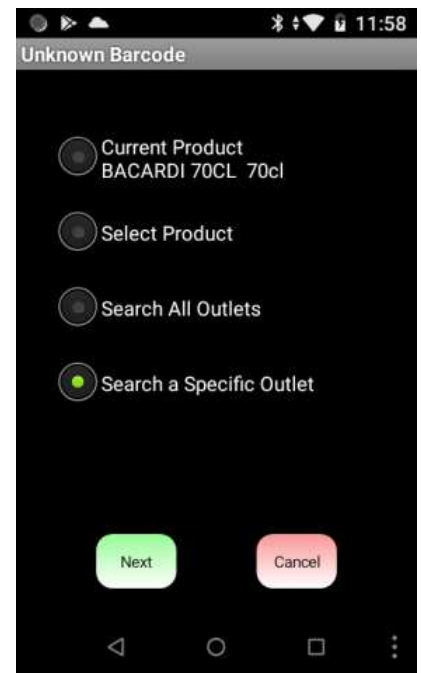 11:58
Unknown Barcode
Current Product
BACARDI 70CL  70cl
Select Product
Search All Outlets
Search a Specific Outlet
Next
Cancel